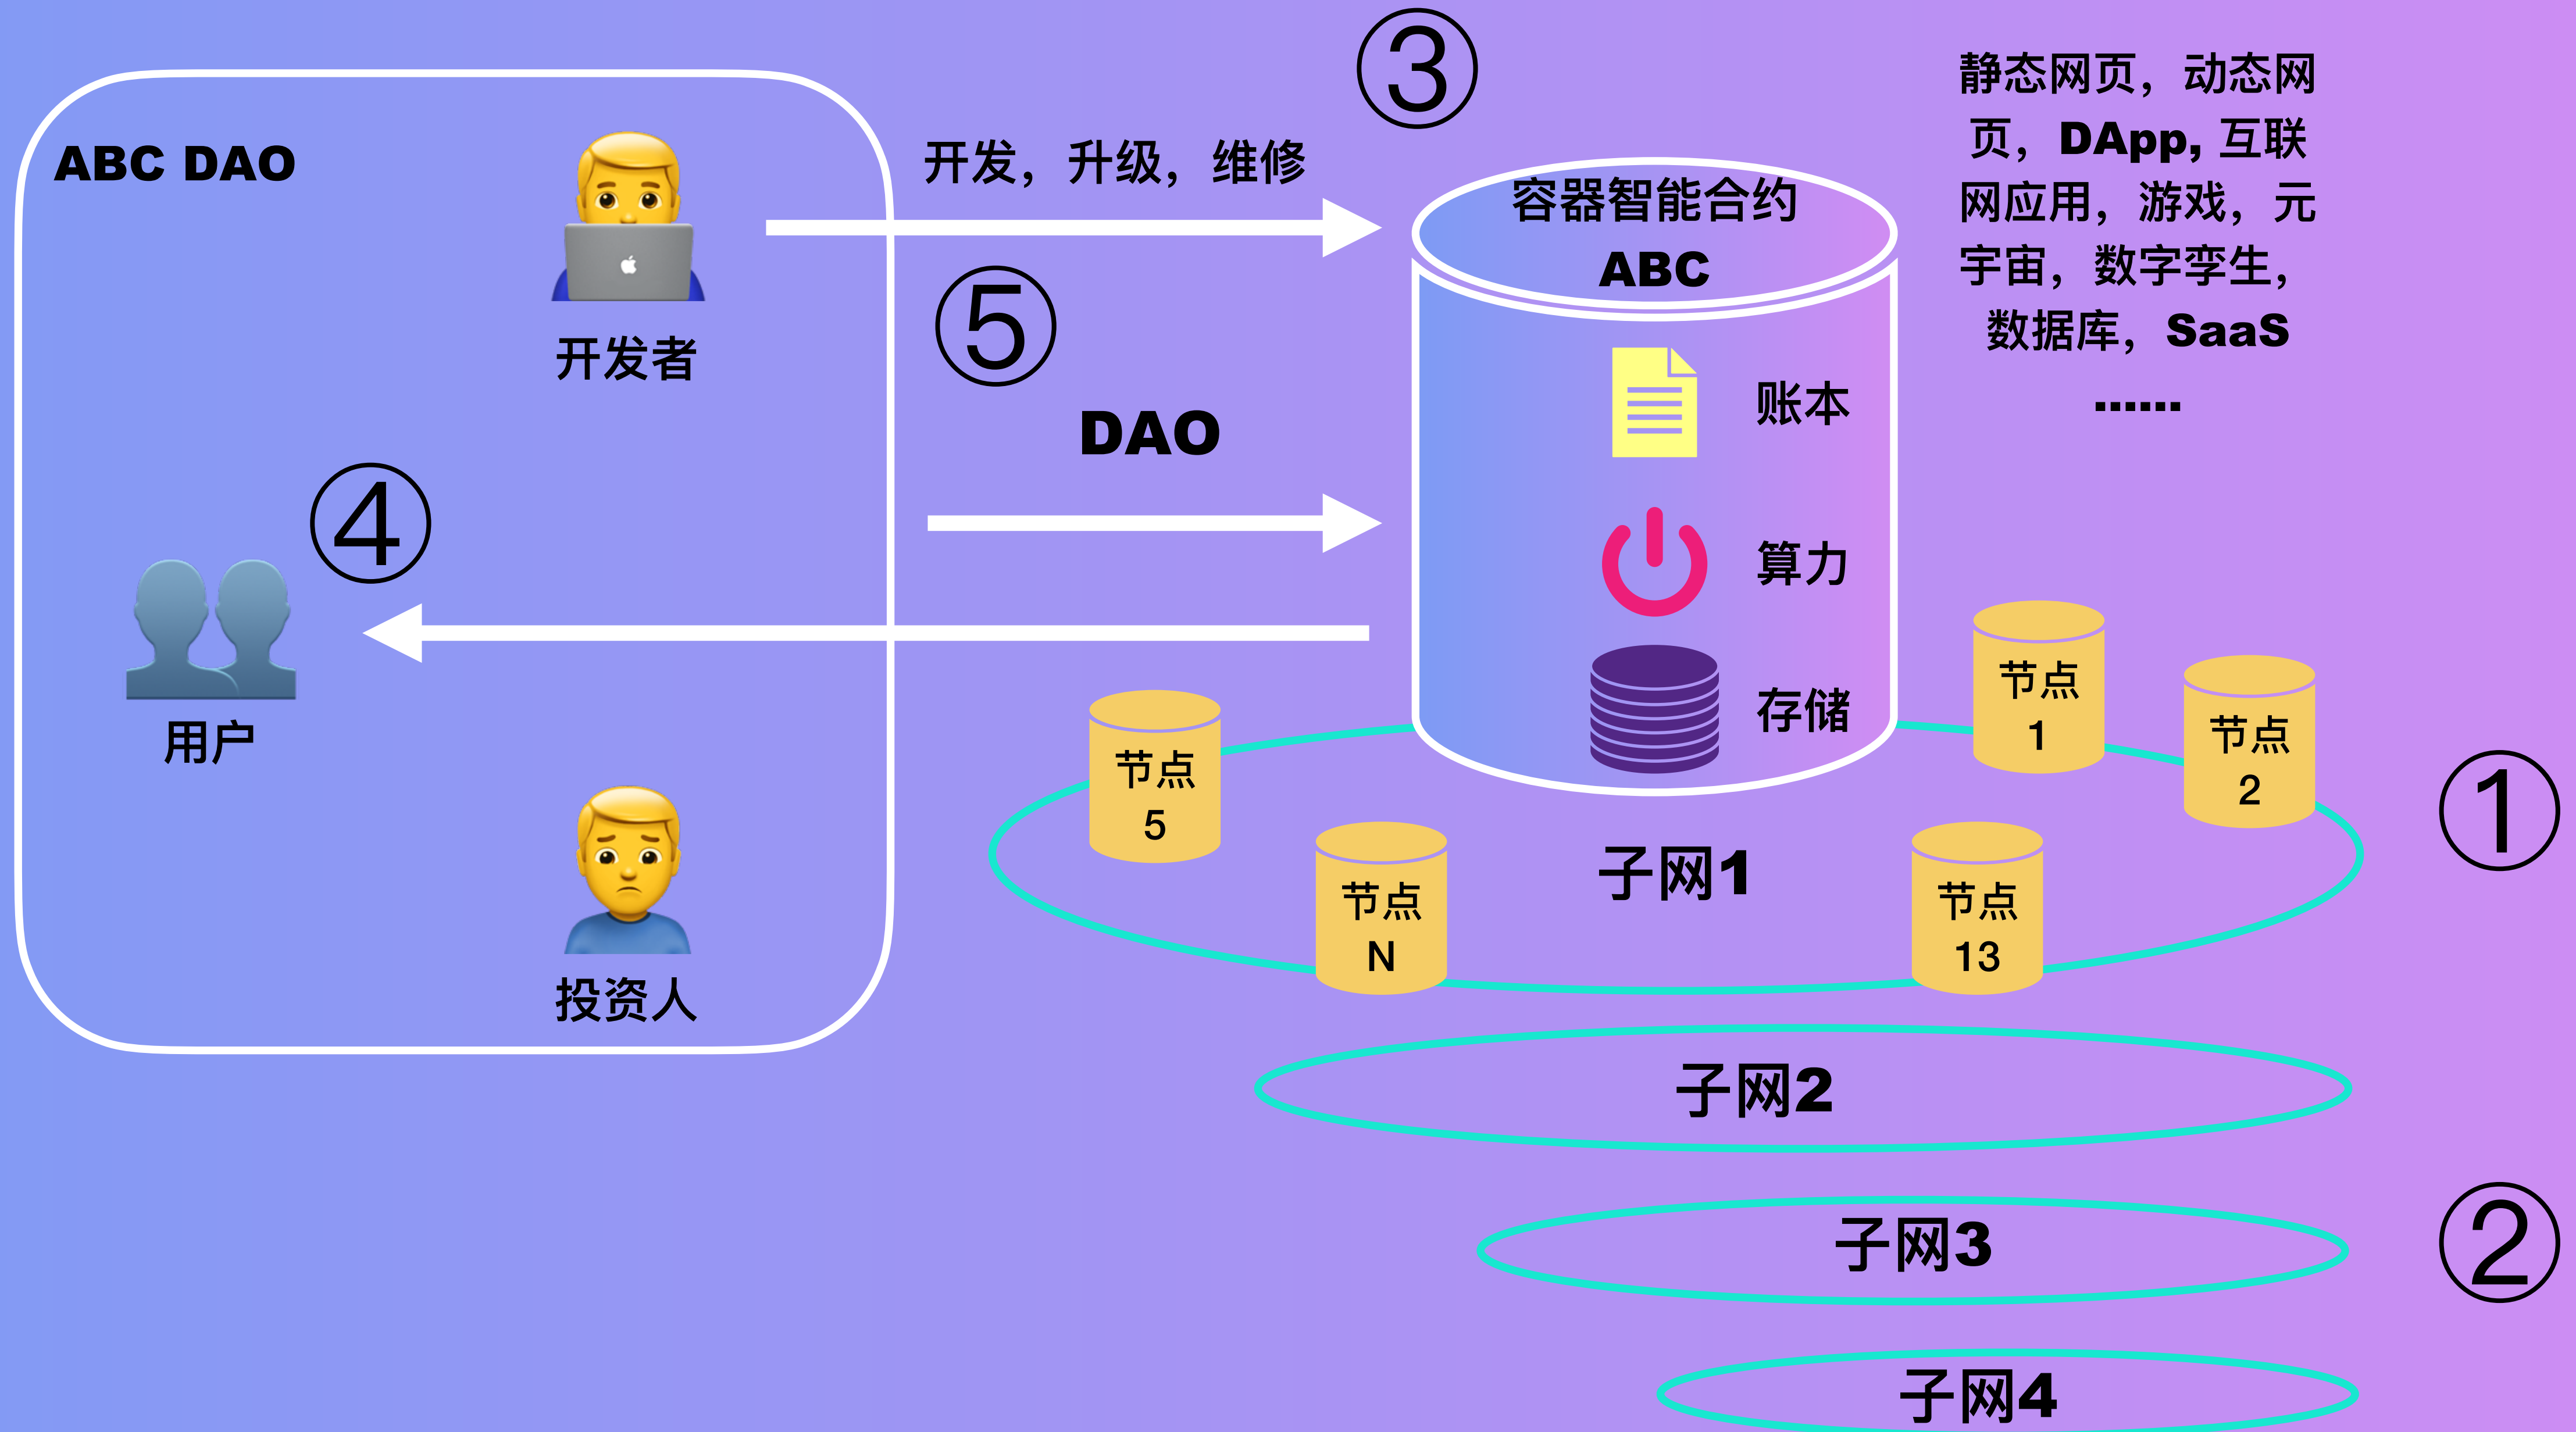 ③
ABC DAO
开发者
开发，升级，维修
⑤
DAO
④
用户
投资人
容器智能合约
ABC
账本
算力
存储
静态网页，动态网
页，DApp, 互联
网应用，游戏，元
宇宙，数字孪生，
数据库，SaaS
......
节点
1
节点
2
节点
5
节点
N
节点
13
子网1
①
子网2
子网3
②
子网4